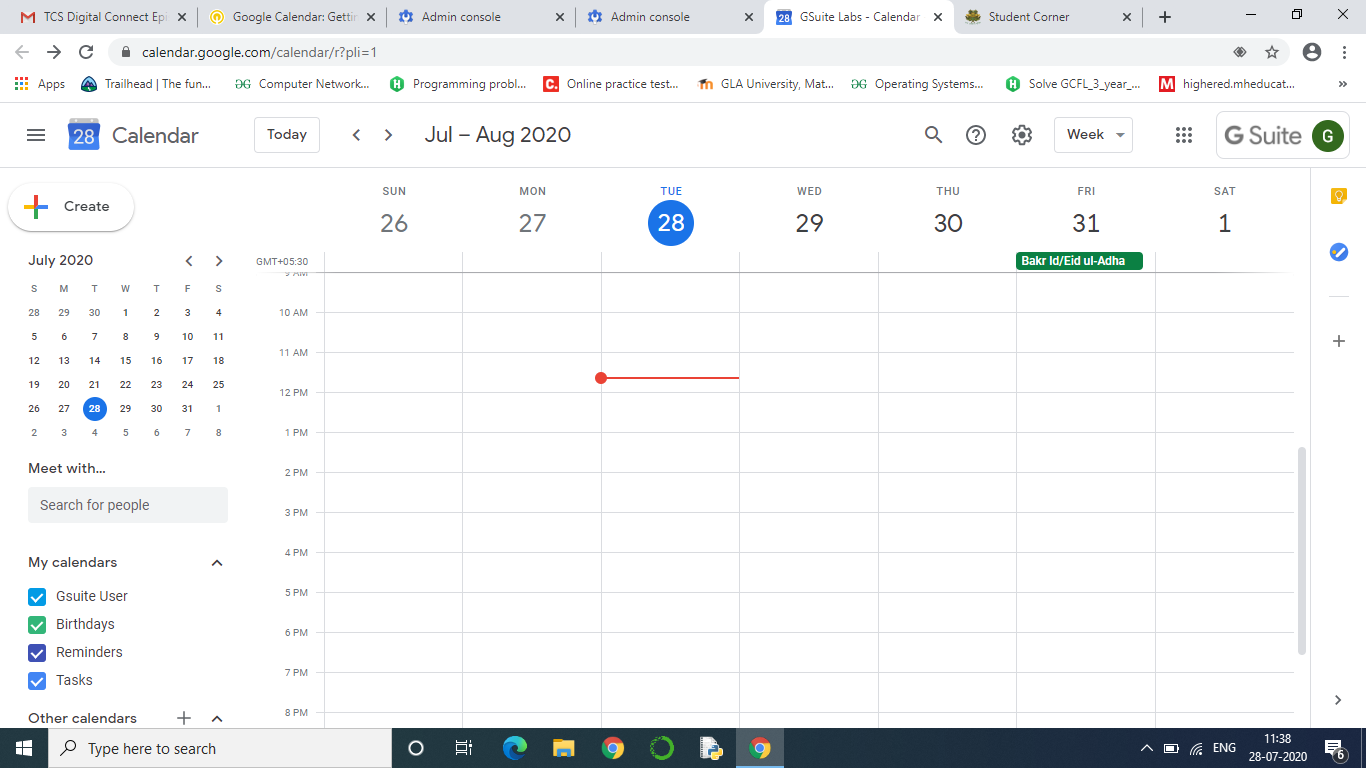 TCS Digital Connect Epi
Google Calendar: Gettin
Admin console
Admin console
GSuite Labs - Calendar
Student Corner
calendar.google.com/calendar/r?pli=1
Apps
Trailhead | The fun...
Computer Network...
Programming probl...
Online practice test...
GLA University, Mat...
Operating Systems...
Solve GCFL_3_year_...
highered.mheducat...
28 Calendar Today Jul – Aug 2020 Week G Suite G
Create
SUN MON TUE WED THU FRI SAT
26 27 28 29 30 31 1
GMT+05:30 Bakr Id/Eid ul-Adha
9 AM
10 AM
11 AM
12 PM
1 PM
2 PM
3 PM
4 PM
5 PM
6 PM
7 PM
8 PM
July 2020
S M T W T F S
28 29 30 1 2 3 4
5 6 7 8 9 10 11
12 13 14 15 16 17 18
19 20 21 22 23 24 25
26 27 28 29 30 31 1
2 3 4 5 6 7 8
Meet with...
Search for people
My calendars
Gsuite User
Birthdays
Reminders
Tasks
Other calendars
Type here to search
ENG
11:38
28-07-2020
6